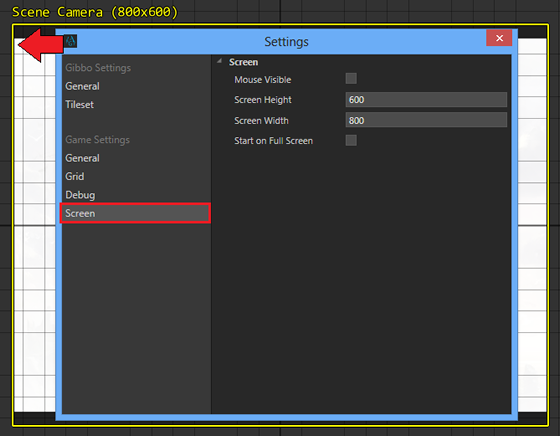 Scene Camera (800x600)
Settings
Gibbo Settings
General
Tileset
Game Settings
General
Grid
Debug
Screen
Screen
Mouse Visible
Screen Height 600
Screen Width 800
Start on Full Screen